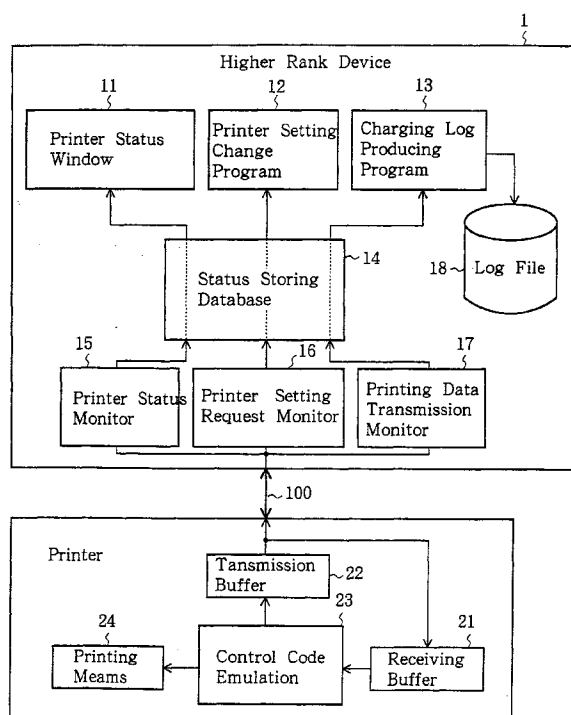 1
Higher Rank Device
11
12
13
Printer Status
Window
Printer Setting
Change
Program
Charging Log
Producing
Program
14
Status Storing
Database
18
Log File
15
16
17
Printer Status
Monitor
Printer Setting
Request Monitor
Printing Data
Transmission
Monitor
100
Printer
Tansmission
Buffer
22
23
24
21
Printing
Meams
Control Code
Emulation
Receiving
Buffer